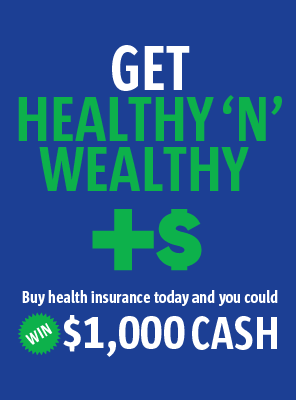 GET
HEALTHY ‘N’
WEALTHY
+$
Buy health insurance today and you could
WIN $1,000 CASH